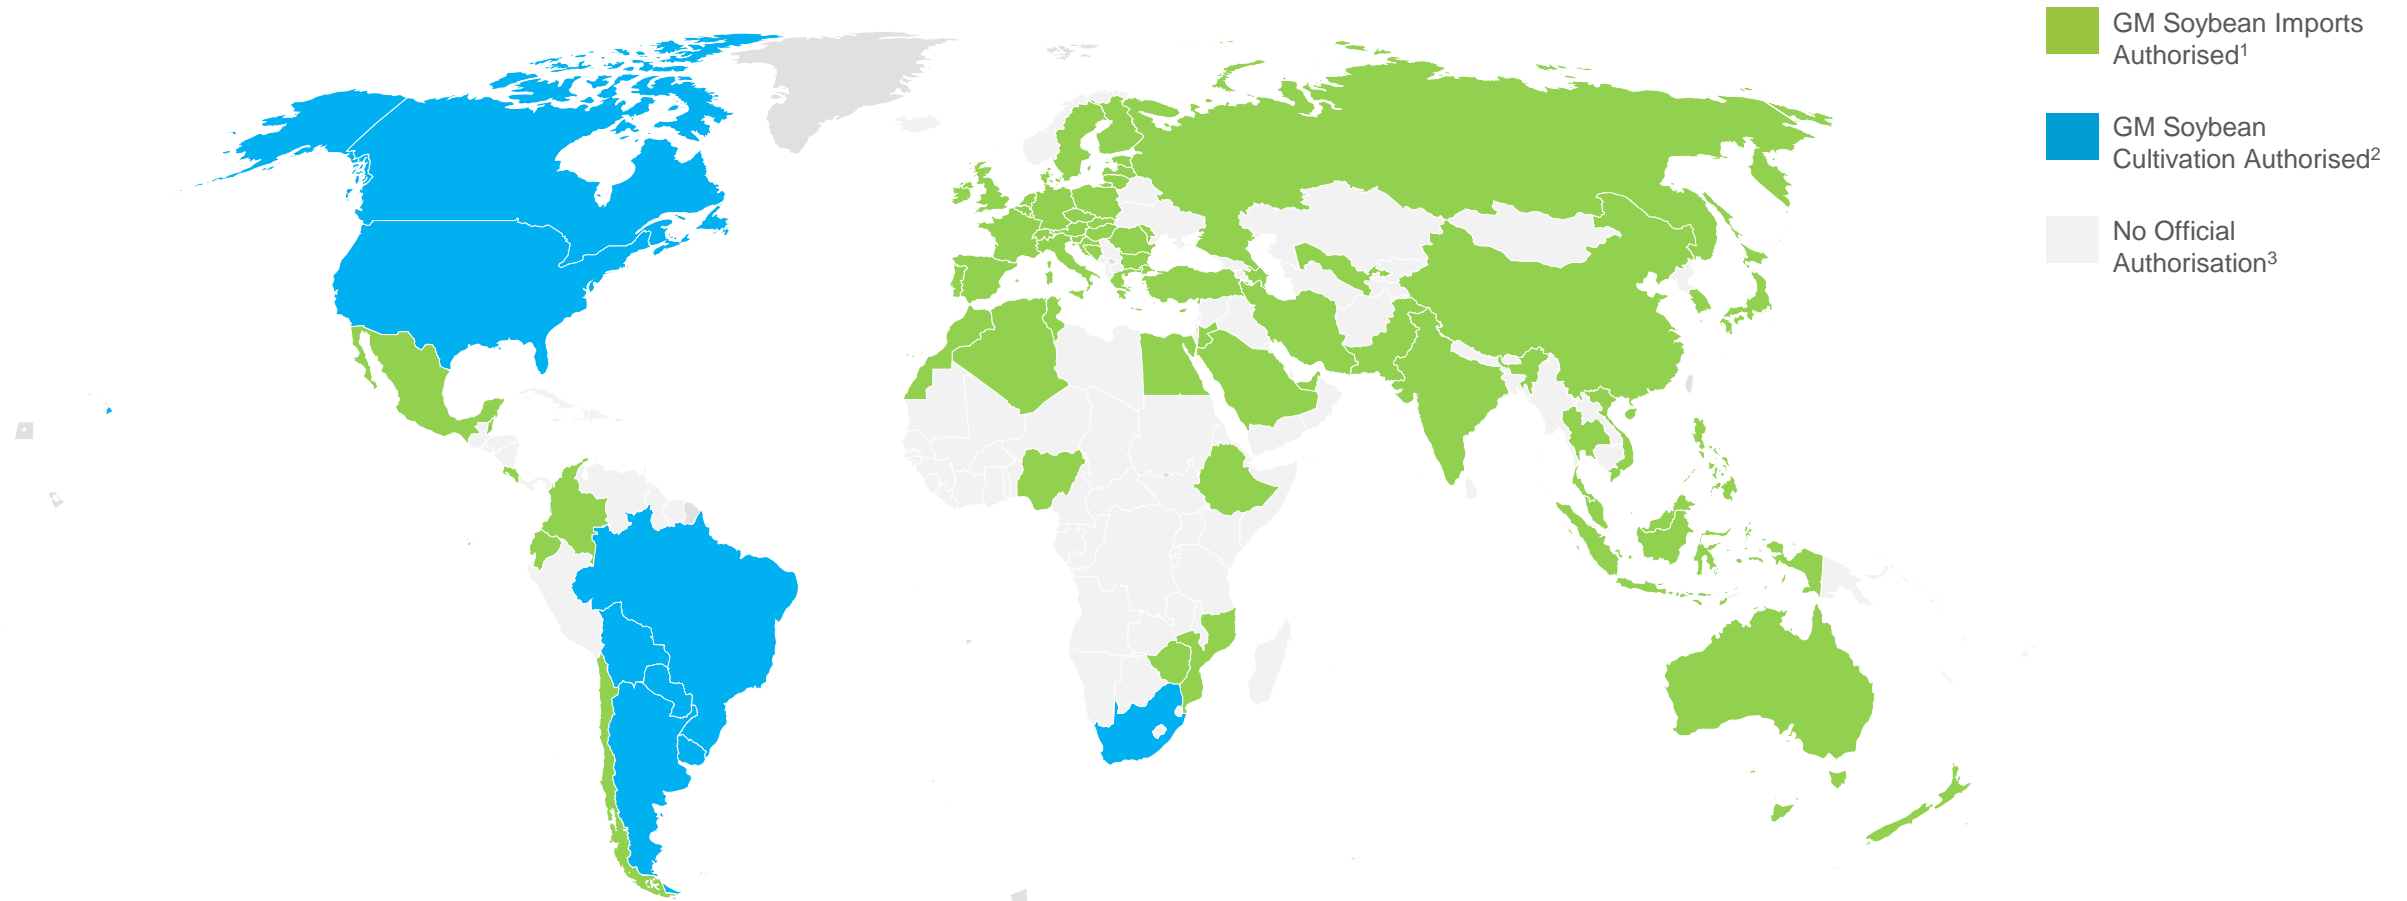 GM Soybean Imports
Authorised¹
GM Soybean
Cultivation Authorised²
No Official
Authorisation³